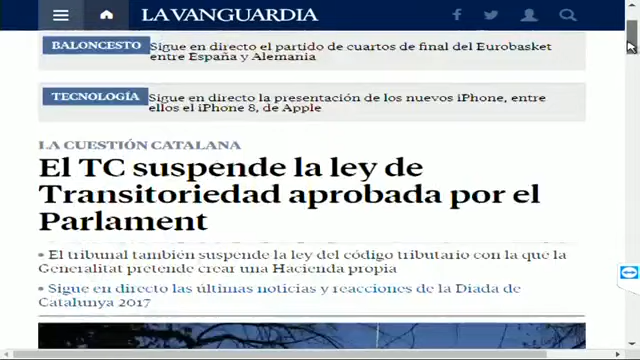 LA VANGUARDIA
BALONCESTO Sigue en directo el partido de cuartos de final del Eurobasket
entre España y Alemania
TECNOLOGÍA Sigue en directo la presentación de los nuevos iPhone, entre
ellos el iPhone 8, de Apple
LA CUESTIÓN CATALANA
El TC suspende la ley de
Transitoriedad aprobada por el
Parlament
• El tribunal también suspende la ley del código tributario con la que la
Generalitat pretende crear una Hacienda propia
• Sigue en directo las últimas noticias y reacciones de la Diada de
Catalunya 2017